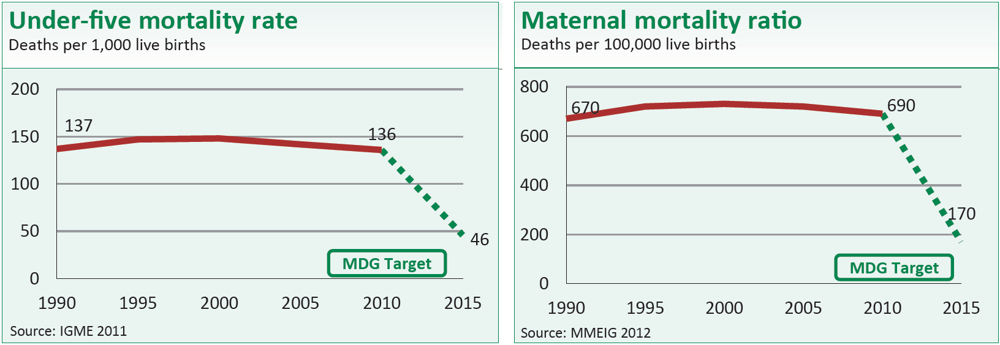 Under-five mortality rate
Deaths per 1,000 live births
200
150
100
50
0
137
136
46
MDG Target
1990 1995 2000 2005 2010 2015
Source: IGME 2011
Maternal mortality ratio
Deaths per 100,000 live births
800
600
400
200
0
670
690
170
MDG Target
1990 1995 2000 2005 2010 2015
Source: MMEIG 2012